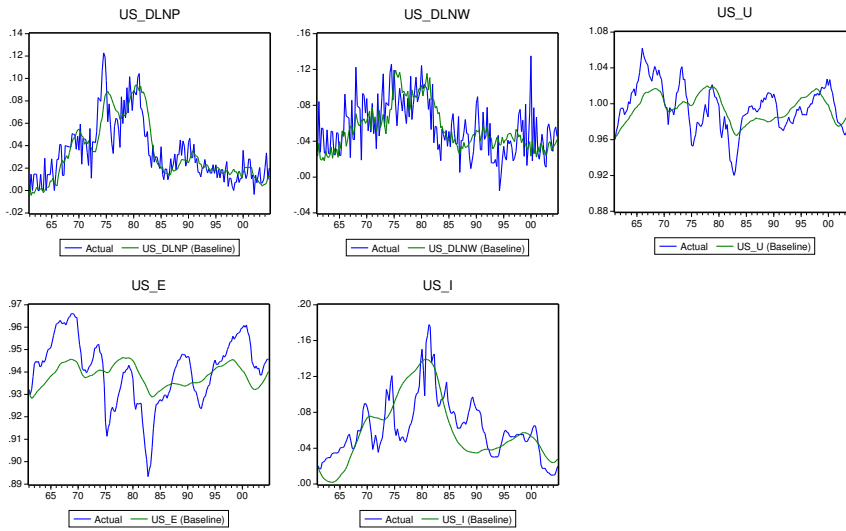 US_DLNP
US_DLNW
US_U
.14
.12
.10
.08
.06
.04
.02
.00
-.02
65 70 75 80 85 90 95 00
Actual US_DLNP (Baseline)
.16
.12
.08
.04
.00
-.04
65 70 75 80 85 90 95 00
Actual US_DLNW (Baseline)
1.08
1.04
1.00
0.96
0.92
0.88
65 70 75 80 85 90 95 00
Actual US_U (Baseline)
US_E
US_I
.97
.96
.95
.94
.93
.92
.91
.90
.89
65 70 75 80 85 90 95 00
Actual US_E (Baseline)
.20
.16
.12
.08
.04
.00
65 70 75 80 85 90 95 00
Actual US_I (Baseline)